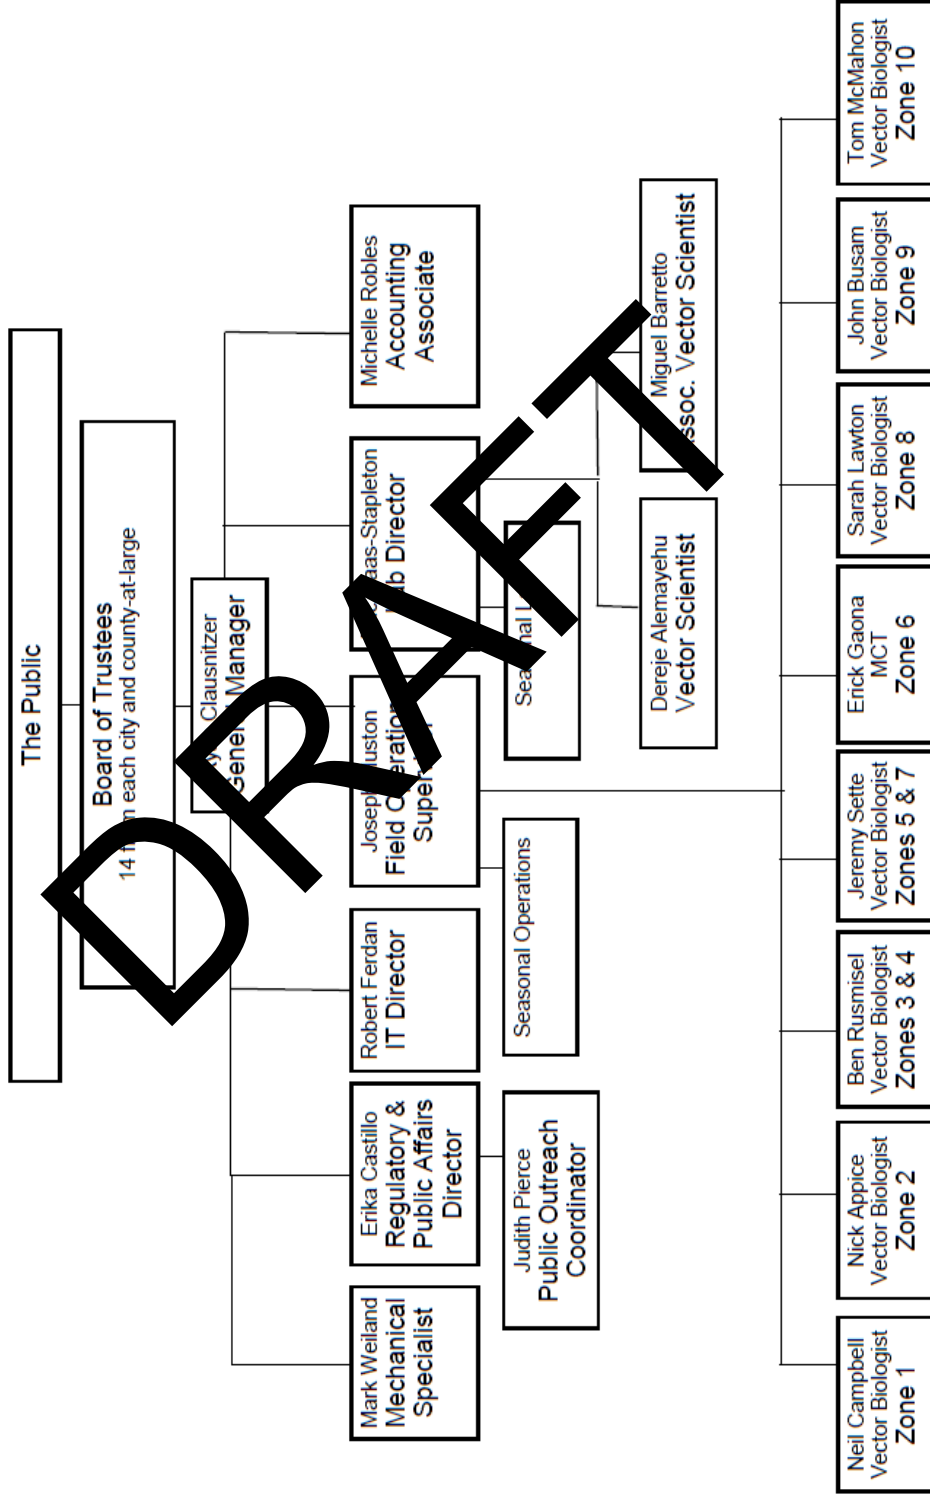 The Public
Board of Trustees
14 each city and county-at-large
Clausnitzer
Manager
Mark Weiland
Mechanical
Specialist
Erika Castillo
Regulatory &
Public Affairs
Director
Robert Ferdan
IT Director
Field
Michelle Robles
Accounting
Associate
Director
Judith Pierce
Public Outreach
Coordinator
Seasonal Operations
Dereje Alemayehu
Vector Scientist
Miguel Barretto
Vector Scientist
Neil Campbell
Vector Biologist
Zone 1
Nick Appice
Vector Biologist
Zone 2
Ben Rusmisel
Vector Biologist
Zones 3 & 4
Jeremy Sette
Vector Biologist
Zones 5 & 7
Erick Gaona
MCT
Zone 6
Sarah Lawton
Vector Biologist
Zone 8
John Busam
Vector Biologist
Zone 9
Tom McMahon
Vector Biologist
Zone 10
DRAFT